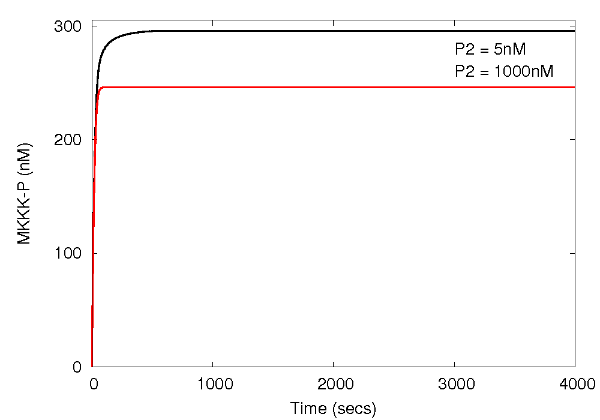 300
200
100
0
MKKK-P (nM)
P2 = 5nM
P2 = 1000nM
0 1000 2000 3000 4000
Time (secs)